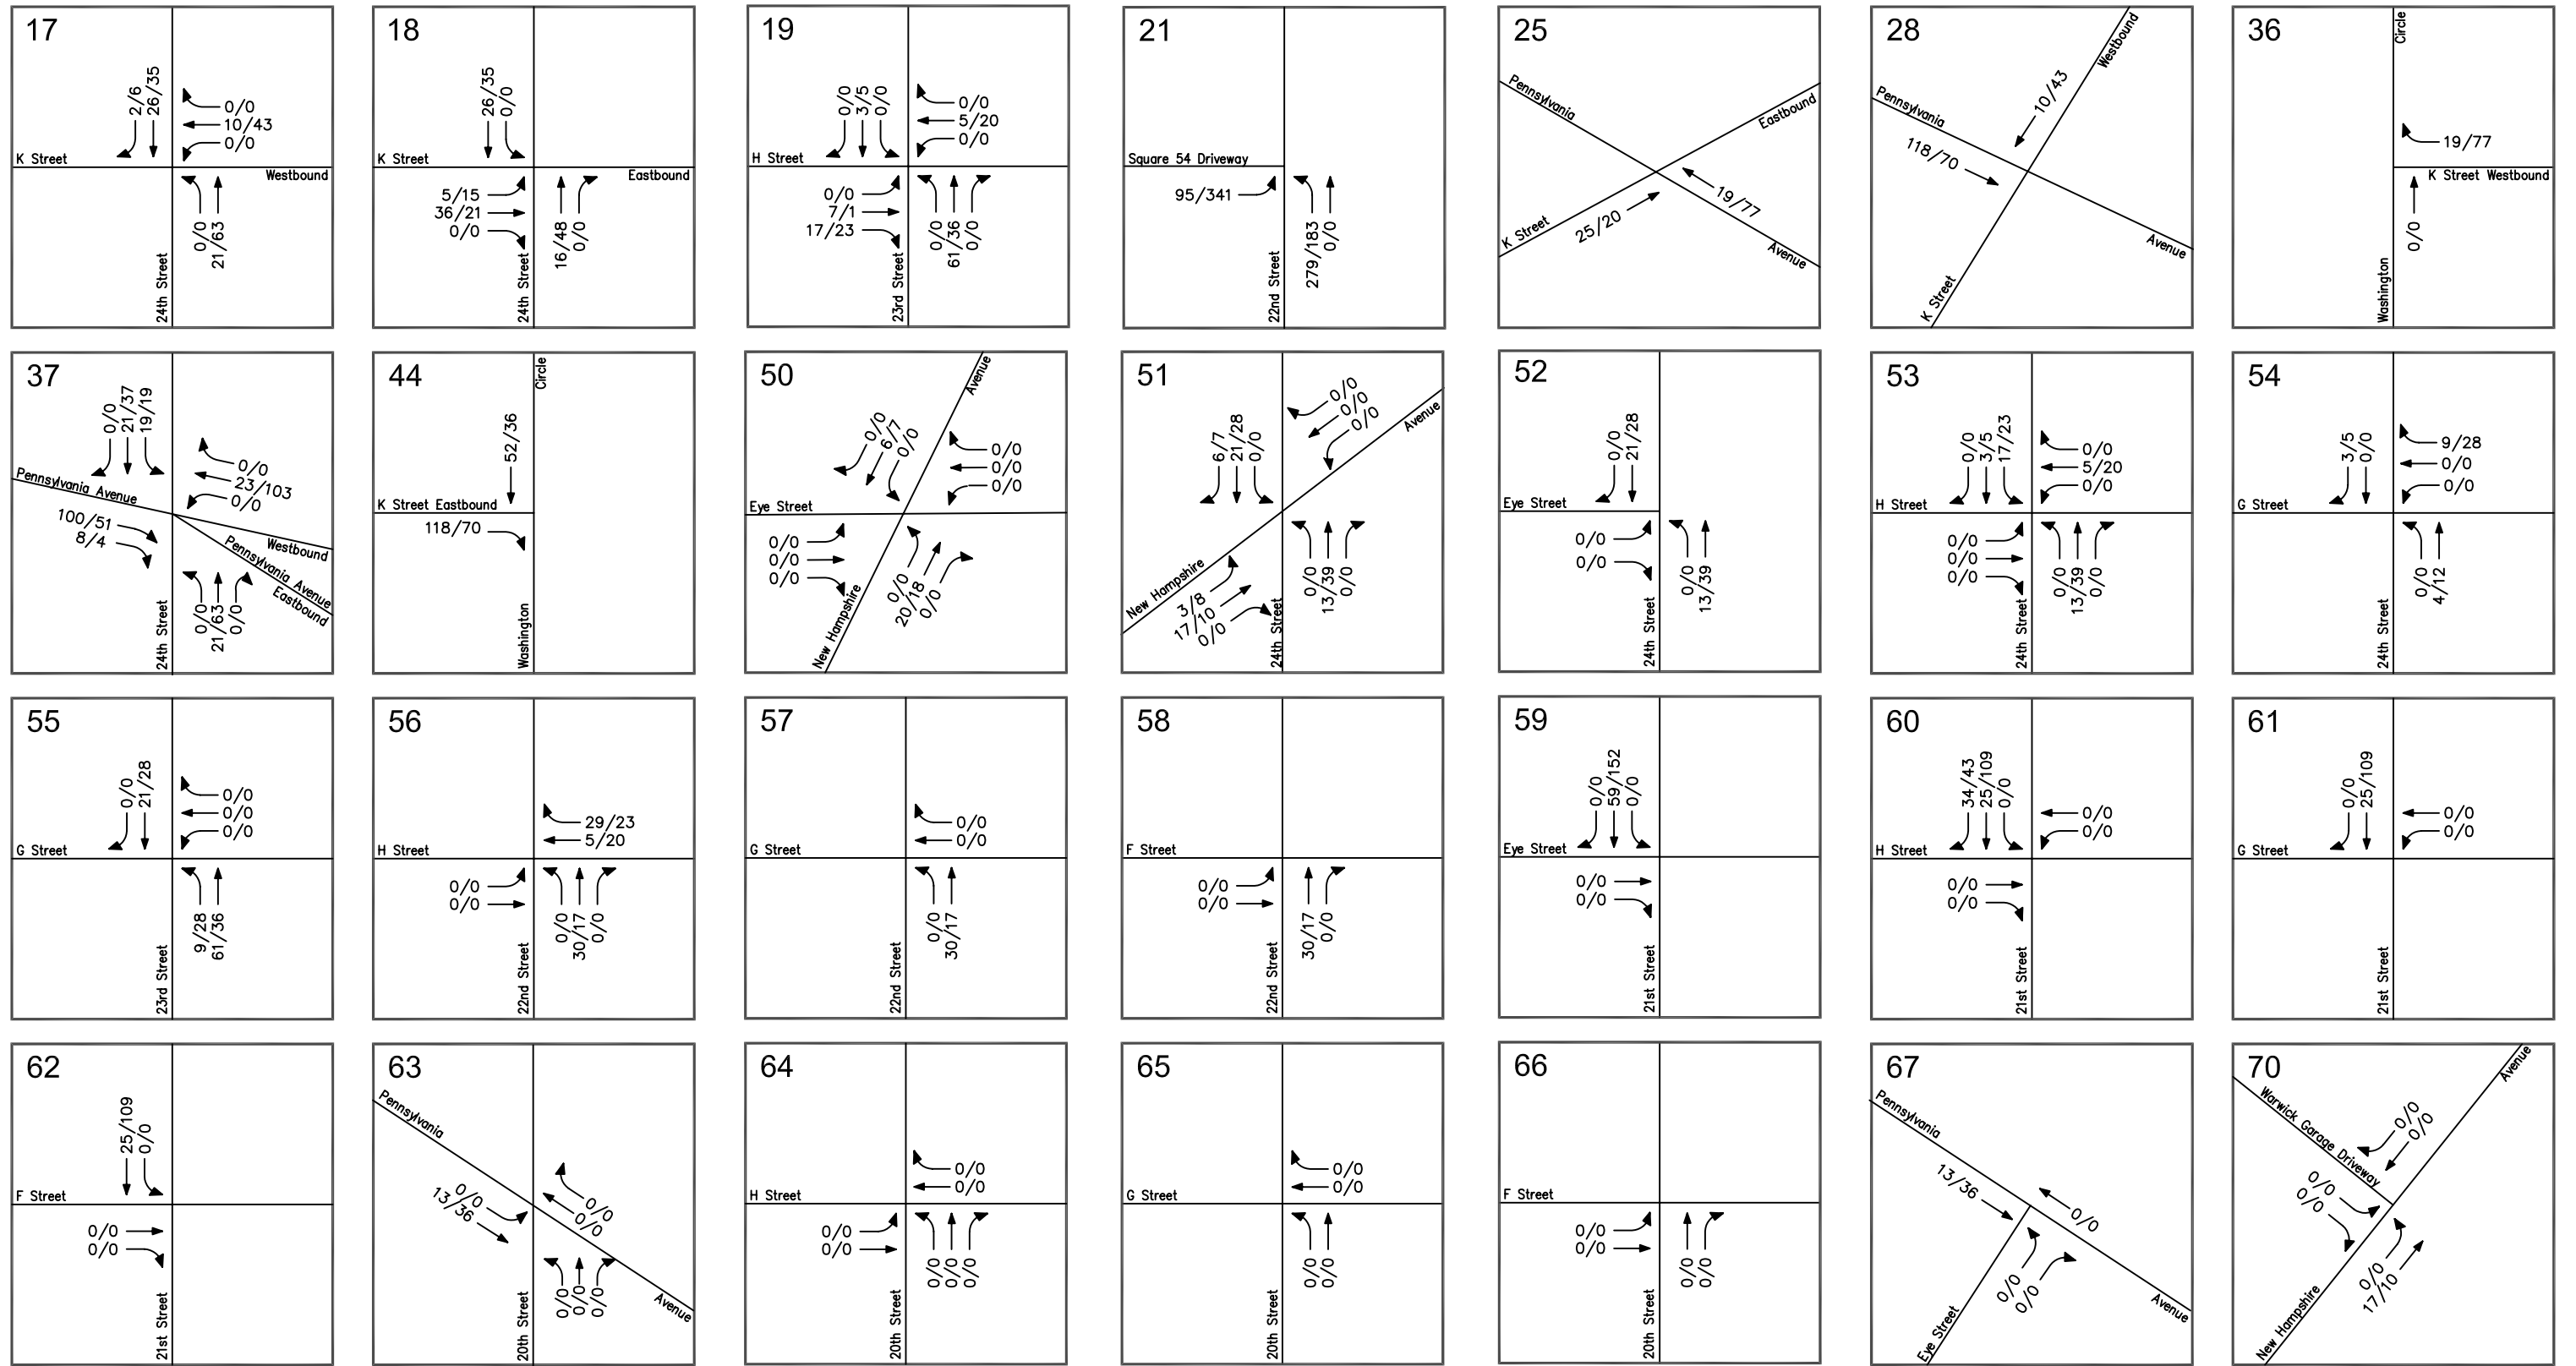 17
2/6
26/35
0/0
10/43
0/0
K Street
Westbound
0/0
21/63
24th Street
18
26/35
0/0
K Street
Eastbound
5/15
36/21
0/0
16/48
0/0
24th Street
19
0/0
3/5
0/0
0/0
5/20
0/0
H Street
0/0
7/1
17/23
0/0
61/36
0/0
23rd Street
21
Square 54 Driveway
95/341
279/183
0/0
22nd Street
25
Pennsylvania
Eastbound
19/77
K Street
25/20
Avenue
28
Westbound
10/43
Pennsylvania
118/70
Avenue
K Street
36
Circle
19/77
K Street Westbound
0/0
Washington
37
0/0
21/37
19/19
0/0
23/103
0/0
Pennsylvania Avenue
100/51
8/4
Westbound
Pennsylvania Avenue
Eastbound
0/0
21/63
0/0
24th Street
44
Circle
52/36
K Street Eastbound
118/70
Washington
50
Avenue
0/0
6/7
0/0
0/0
0/0
0/0
Eye Street
0/0
0/0
0/0
0/0
20/18
0/0
New Hampshire
51
0/0
0/0
0/0
6/7
21/28
0/0
Avenue
New Hampshire
3/8
17/10
0/0
0/0
13/39
0/0
24th Street
52
0/0
21/28
Eye Street
0/0
0/0
0/0
13/39
24th Street
53
0/0
3/5
17/23
0/0
5/20
0/0
H Street
0/0
0/0
0/0
0/0
13/39
0/0
24th Street
54
3/5
0/0
9/28
0/0
0/0
G Street
0/0
4/12
24th Street
55
0/0
21/28
0/0
0/0
0/0
G Street
9/28
61/36
23rd Street
56
29/23
5/20
H Street
0/0
0/0
0/0
30/17
0/0
22nd Street
57
0/0
0/0
G Street
0/0
30/17
22nd Street
58
F Street
0/0
0/0
30/17
0/0
22nd Street
59
0/0
59/152
0/0
Eye Street
0/0
0/0
21st Street
60
34/43
25/109
0/0
0/0
0/0
H Street
0/0
0/0
21st Street
61
0/0
25/109
0/0
0/0
G Street
21st Street
62
25/109
0/0
F Street
0/0
0/0
21st Street
63
Pennsylvania
0/0
13/36
0/0
0/0
0/0
0/0
0/0
20th Street
Avenue
64
0/0
0/0
H Street
0/0
0/0
0/0
0/0
0/0
20th Street
65
0/0
0/0
G Street
0/0
0/0
20th Street
66
F Street
0/0
0/0
0/0
0/0
20th Street
67
Pennsylvania
13/36
0/0
0/0
0/0
Eye Street
Avenue
70
Avenue
Warwick Garage Driveway
0/0
0/0
0/0
0/0
0/0
17/10
New Hampshire